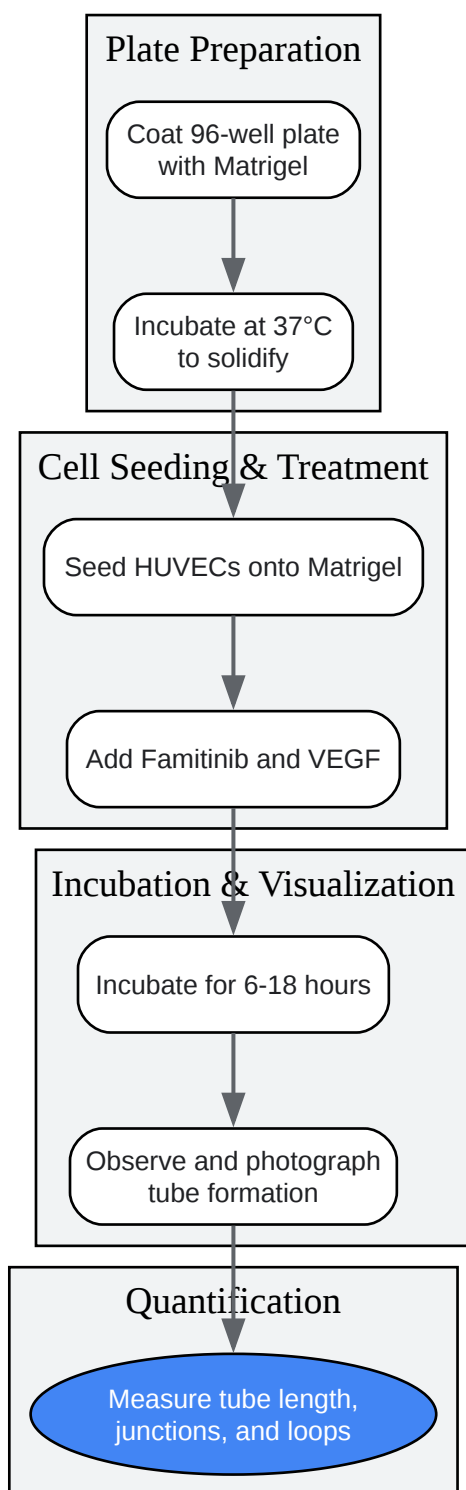 Plate Preparation
Coat 96-well plate
with Matrigel
Incubate at 37°C
to solidify
Cell Seeding & Treatment
Seed HUVECs onto Matrigel
Add Famitinib and VEGF
Incubation & Visualization
Incubate for 6-18 hours
Observe and photograph
tube formation
Quantification
Measure tube length,
junctions, and loops